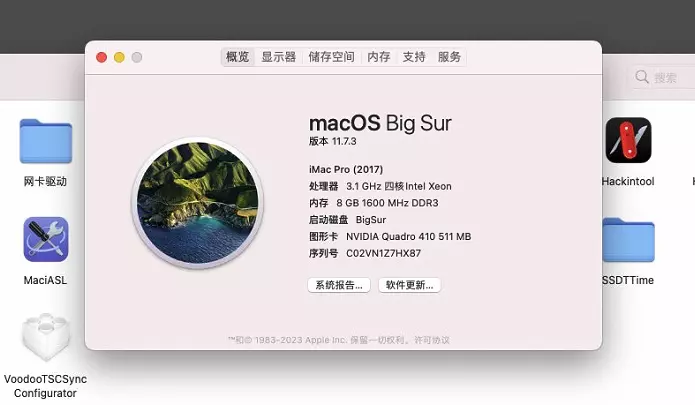 概览 显示器 储存空间 内存 支持 服务
搜索
macOS Big Sur
版本 11.7.3
iMac Pro (2017)
处理器 3.1 GHz 四核Intel Xeon
内存 8 GB 1600 MHz DDR3
启动磁盘 BigSur
图形卡 NVIDIA Quadro 410 511 MB
序列号 C02VN1Z7HX87
系统报告... 软件更新...
™和© 1983-2023 Apple Inc. 保留一切权利。许可协议
网卡驱动
Hackintool
MaciASL
SSDTTime
VoodooTSCSync
Configurator